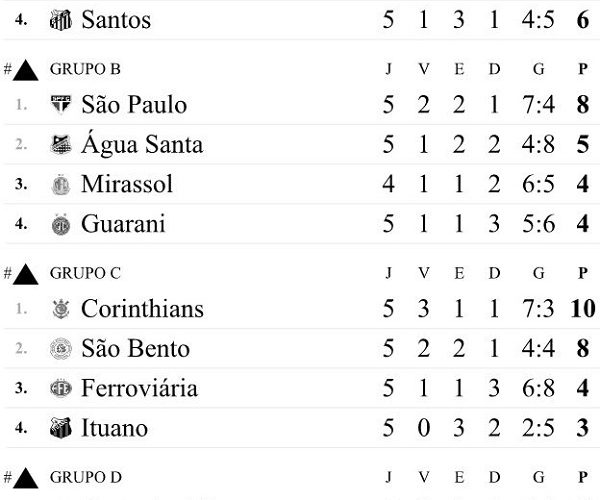 4. Santos 5 1 3 1 4:5 6
# GRUPO B J V E D G P
1. São Paulo 5 2 2 1 7:4 8
2. Água Santa 5 1 2 2 4:8 5
3. Mirassol 4 1 1 2 6:5 4
4. Guarani 5 1 1 3 5:6 4
# GRUPO C J V E D G P
1. Corinthians 5 3 1 1 7:3 10
2. São Bento 5 2 2 1 4:4 8
3. Ferroviária 5 1 1 3 6:8 4
4. Ituano 5 0 3 2 2:5 3
# GRUPO D J V E D G P